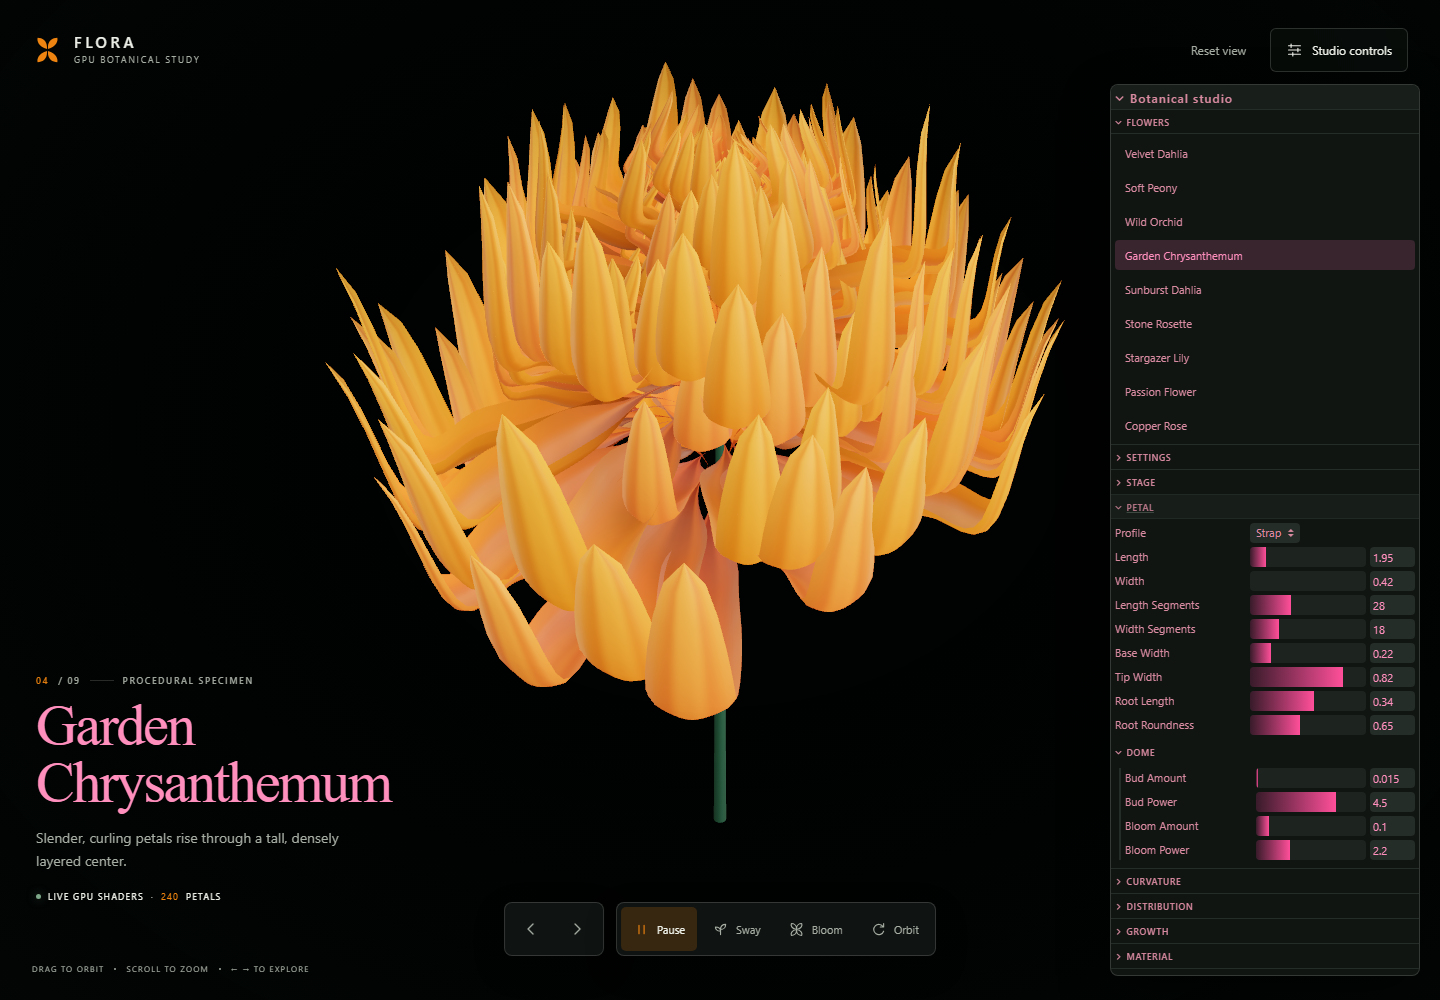 FLORA
GPU BOTANICAL STUDY
Reset view
Studio controls
Botanical studio
FLOWERS
Velvet Dahlia
Soft Peony
Wild Orchid
Garden Chrysanthemum
Sunburst Dahlia
Stone Rosette
Stargazer Lily
Passion Flower
Copper Rose
SETTINGS
STAGE
PETAL
Profile Strap
Length 1.95
Width 0.42
Length Segments 28
Width Segments 18
Base Width 0.22
Tip Width 0.82
Root Length 0.34
Root Roundness 0.65
DOME
Bud Amount 0.015
Bud Power 4.5
Bloom Amount 0.1
Bloom Power 2.2
CURVATURE
DISTRIBUTION
GROWTH
MATERIAL
04 / 09 PROCEDURAL SPECIMEN
Garden
Chrysanthemum
Slender, curling petals rise through a tall, densely
layered center.
LIVE GPU SHADERS · 240 PETALS
Pause Sway Bloom Orbit
DRAG TO ORBIT • SCROLL TO ZOOM • ← → TO EXPLORE